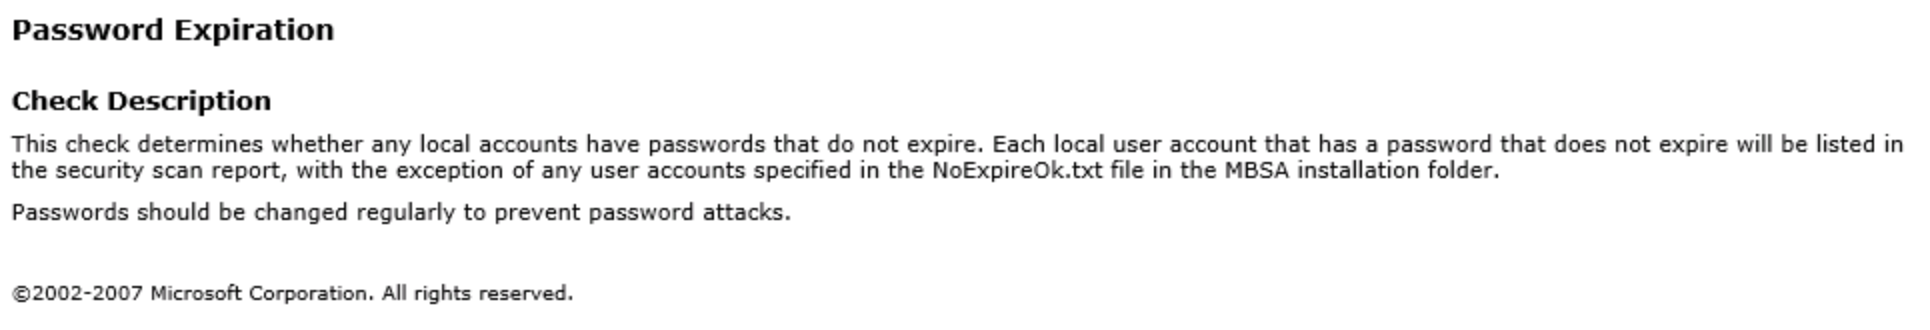 Password Expiration
Check Description
This check determines whether any local accounts have passwords that do not expire. Each local user account that has a password that does not expire will be listed in
the security scan report, with the exception of any user accounts specified in the NoExpireOk.txt file in the MBSA installation folder.
Passwords should be changed regularly to prevent password attacks.
©2002-2007 Microsoft Corporation. All rights reserved.